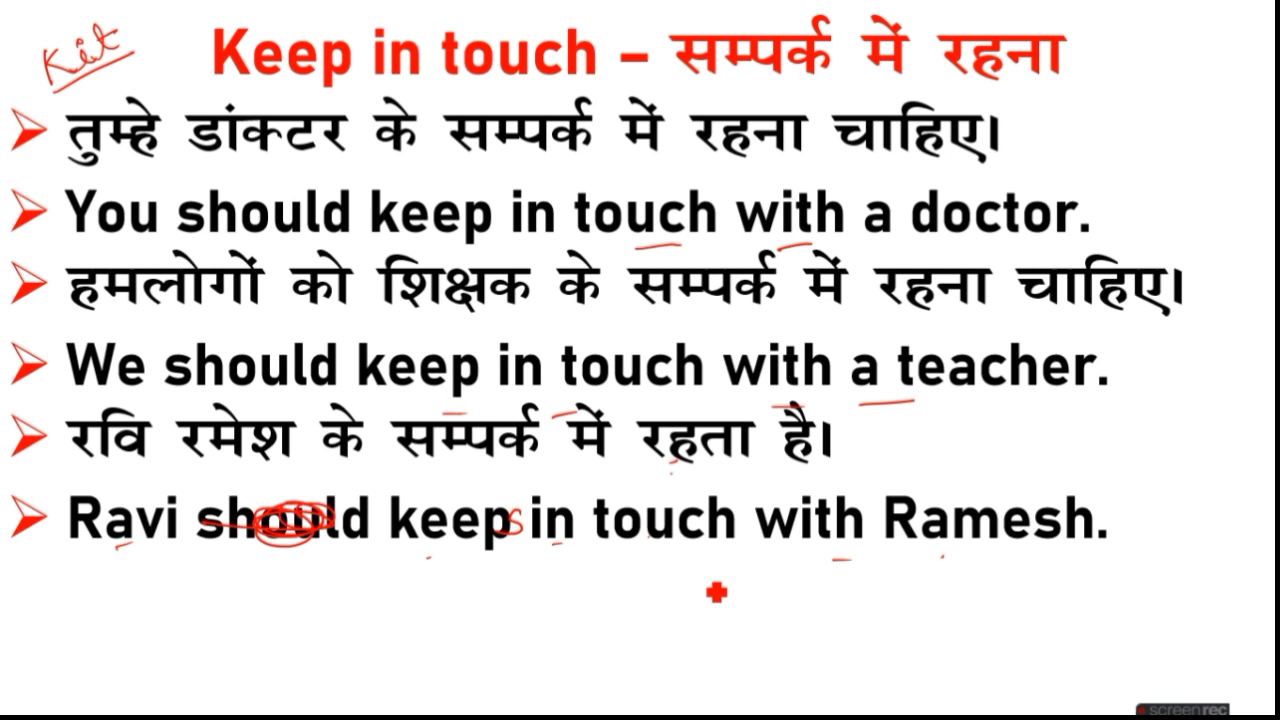 Kit
Keep in touch – सम्पर्क में रहना
तुम्हे डांक्टर के सम्पर्क में रहना चाहिए।
You should keep in touch with a doctor.
हमलोगों को शिक्षक के सम्पर्क में रहना चाहिए।
We should keep in touch with a teacher.
रवि रमेश के सम्पर्क में रहता है।
Ravi should keeps in touch with Ramesh.
screenrec